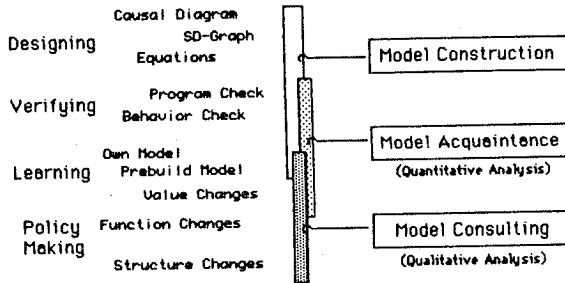 Designing
Causal Diagram
SD-Graph
Equations
Verifying
Program Check
Behavior Check
Learning
Own Model
Prebuild Model
Value Changes
Policy
Making
Function Changes
Structure Changes
Model Construction
Model Acquaintance
(Quantitative Analysis)
Model Consulting
(Qualitative Analysis)